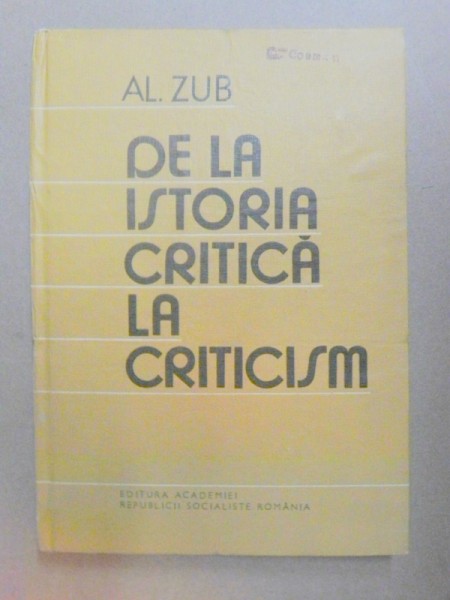 AL. ZUB
DE LA
ISTORIA
CRITICĂ
LA
CRITICISM
EDITURA ACADEMIEI
REPUBLICII SOCIALISTE ROMÂNIA